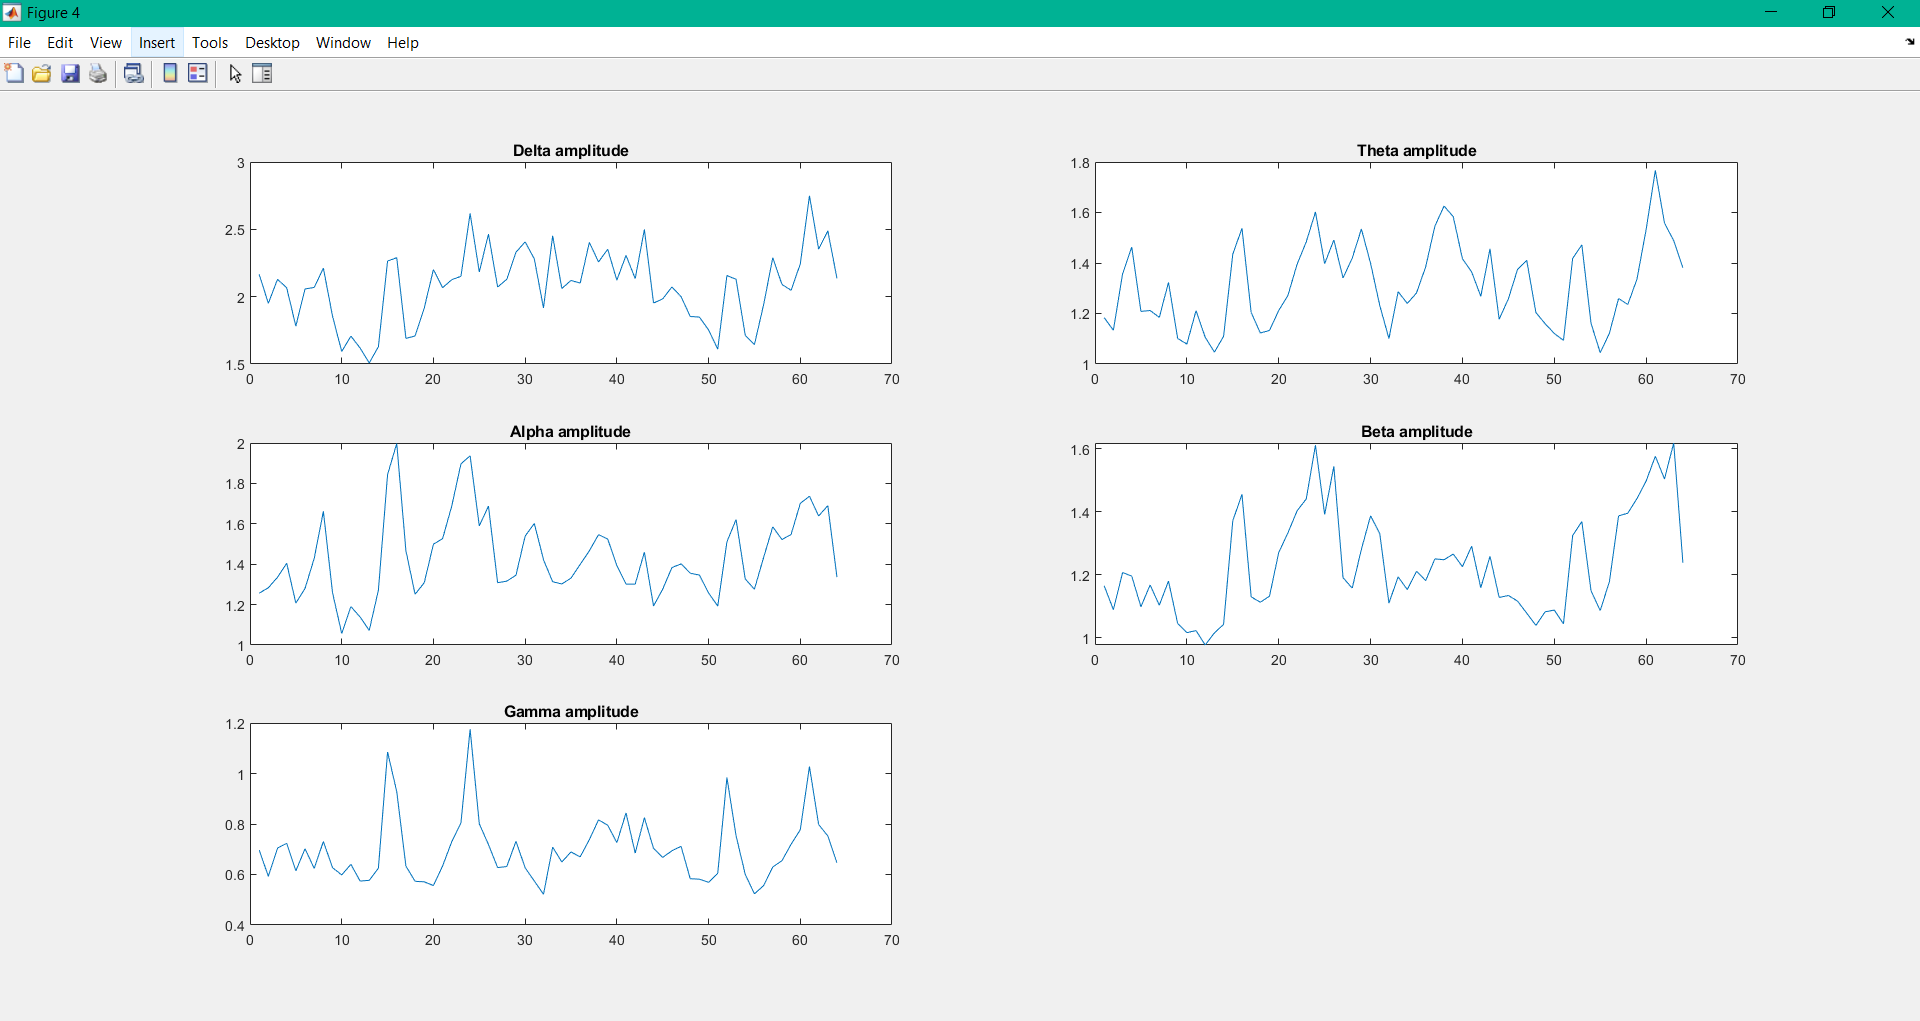 Figure 4
File Edit View Insert Tools Desktop Window Help
Delta amplitude
3
2.5
2
1.5
0 10 20 30 40 50 60 70
Theta amplitude
1.8
1.6
1.4
1.2
1
0 10 20 30 40 50 60 70
Alpha amplitude
2
1.8
1.6
1.4
1.2
1
0 10 20 30 40 50 60 70
Beta amplitude
1.6
1.4
1.2
1
0 10 20 30 40 50 60 70
Gamma amplitude
1.2
1
0.8
0.6
0.4
0 10 20 30 40 50 60 70